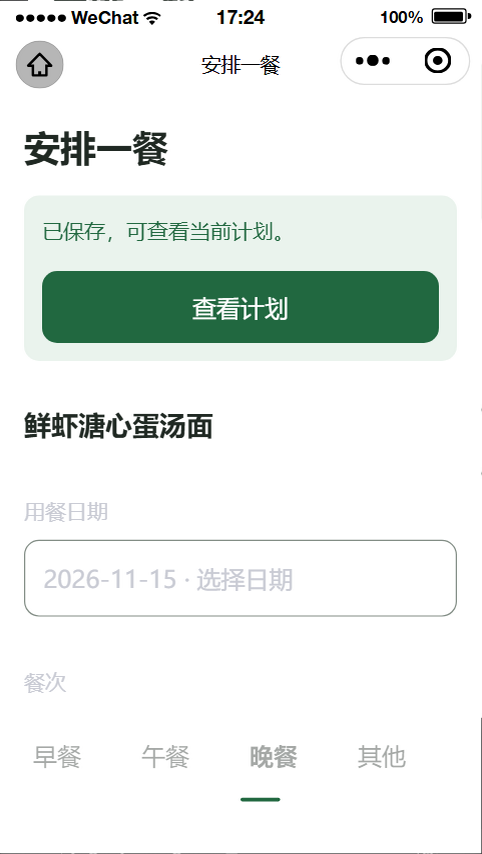 WeChat 17:24 100%
安排一餐
安排一餐
已保存，可查看当前计划。
查看计划
鲜虾溏心蛋汤面
用餐日期
2026-11-15 · 选择日期
餐次
早餐 午餐 晚餐 其他